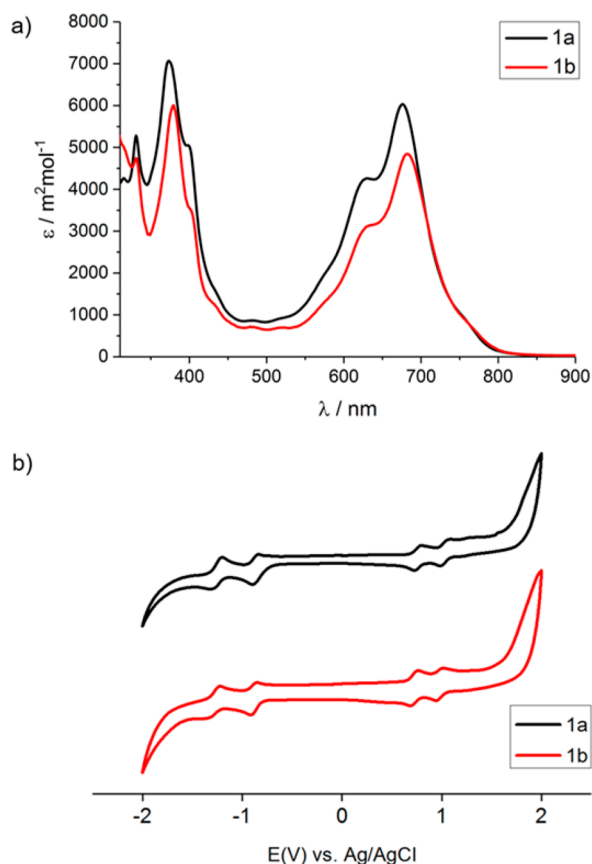 a)
8000
7000
6000
5000
4000
3000
2000
1000
0
ε / m²mol⁻¹
1a
1b
400 500 600 700 800 900
λ / nm
b)
1a
1b
-2 -1 0 1 2
E(V) vs. Ag/AgCl